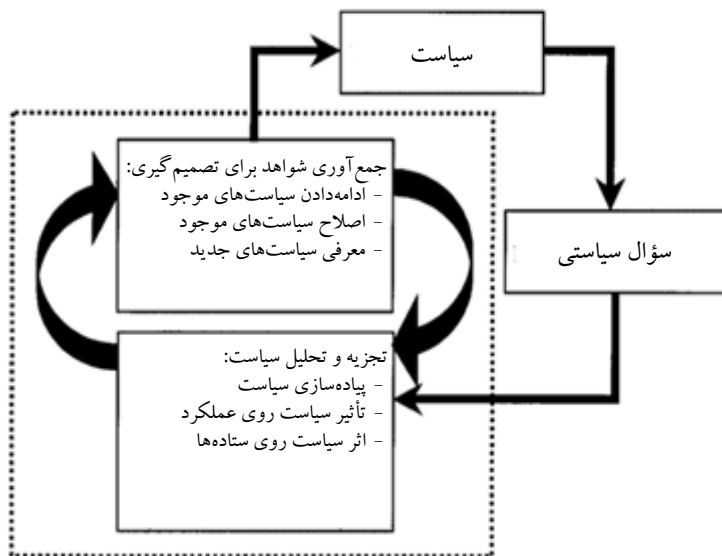 سیاست
جمع‌آوری شواهد برای تصمیم‌گیری:
- ادامه‌دادن سیاست‌های موجود
- اصلاح سیاست‌های موجود
- معرفی سیاست‌های جدید
سؤال سیاستی
تجزیه و تحلیل سیاست:
- پیاده‌سازی سیاست
- تأثیر سیاست روی عملکرد
- اثر سیاست روی ستاده‌ها